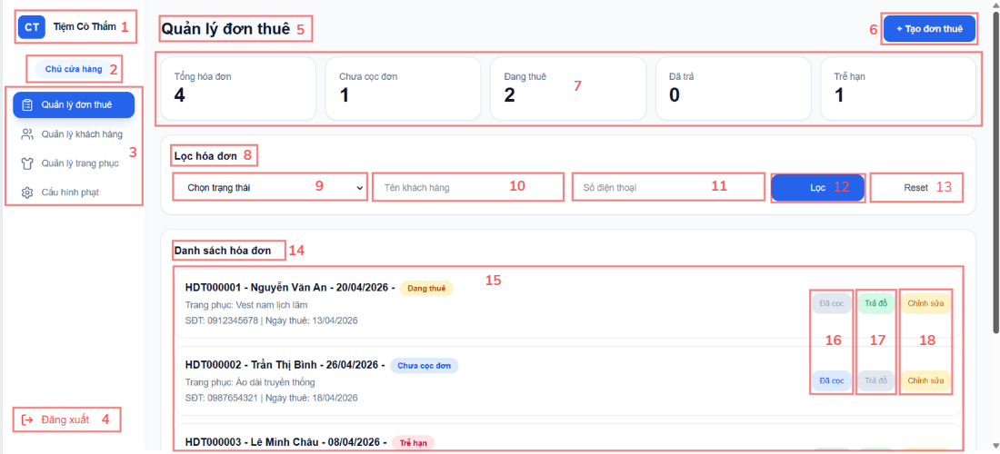 CT Tiệm Cô Thắm 1
Chủ cửa hàng 2
Quản lý đơn thuê
Quản lý khách hàng
3
Quản lý trang phục
Cấu hình phạt
Đăng xuất 4
Quản lý đơn thuê 5
6 + Tạo đơn thuê
Tổng hóa đơn
4
Chưa cọc đơn
1
Đang thuê
2
7
Đã trả
0
Trễ hạn
1
Lọc hóa đơn 8
Chọn trạng thái 9
Tên khách hàng 10
Số điện thoại 11
Lọc 12
Reset 13
Danh sách hóa đơn 14
15
HDT000001 - Nguyễn Văn An - 20/04/2026 - Đang thuê
Trang phục: Vest nam lịch lãm
SĐT: 0912345678 | Ngày thuê: 13/04/2026
Đã cọc Trả đồ Chỉnh sửa
16 17 18
HDT000002 - Trần Thị Bình - 26/04/2026 - Chưa cọc đơn
Trang phục: Áo dài truyền thống
SĐT: 0987654321 | Ngày thuê: 18/04/2026
Đã cọc Trả đồ Chỉnh sửa
HDT000003 - Lê Minh Châu - 08/04/2026 - Trễ hạn